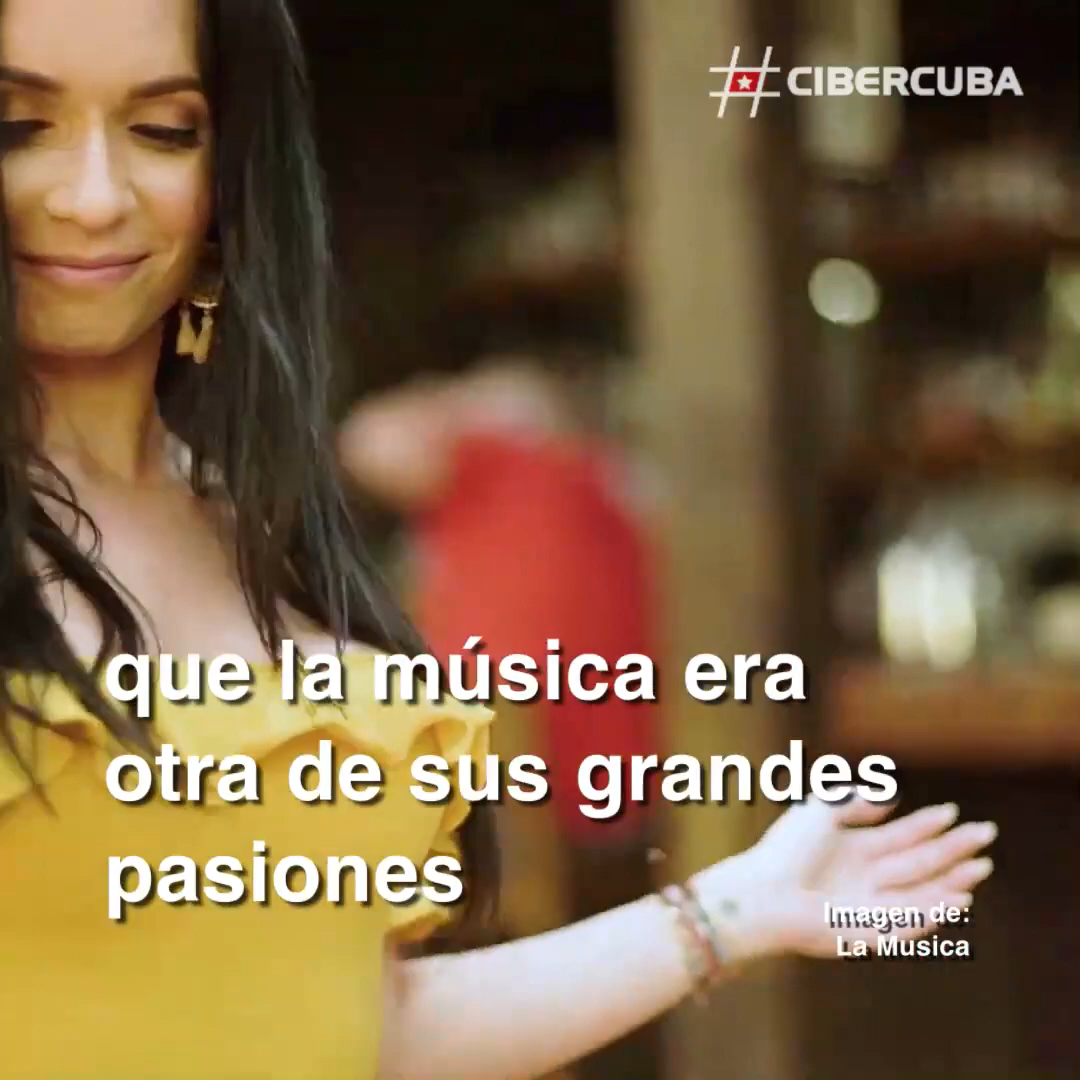 #CIBERCUBA
que la música era
otra de sus grandes
pasiones
Imagen de:
La Musica